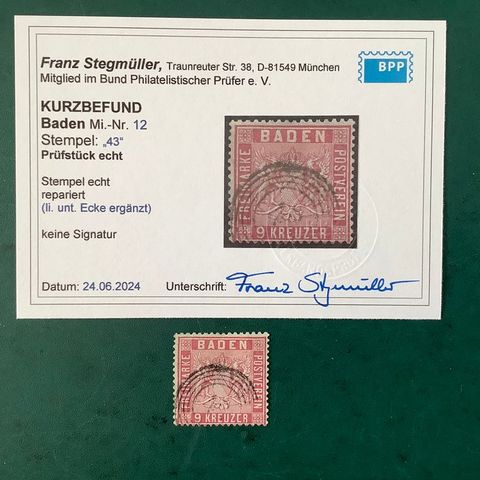 Franz Stegmüller, Traunreuter Str. 38, D-81549 München
Mitglied im Bund Philatelistischer Prüfer e. V.
BPP
KURZBEFUND
Baden Mi.-Nr. 12
Stempel: „43"
Prüfstück echt
Stempel echt
repariert
(li. unt. Ecke ergänzt)
keine Signatur
BADEN
FREIMARKE
POSTVEREIN
9 KREUZER
Datum: 24.06.2024
Unterschrift: Franz Stegmüller
BADEN
FREIMARKE
POSTVEREIN
9 KREUZER